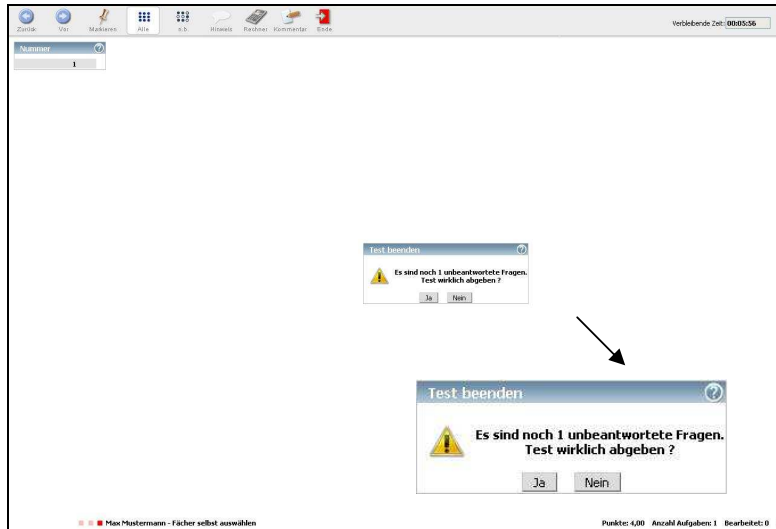 Zurück Vor Markieren Alle n.b. Hinweis Rechner Kommentar Ende
Verbleibende Zeit: 00:05:56
Nummer
1
Test beenden
Es sind noch 1 unbeantwortete Fragen.
Test wirklich abgeben ?
Ja Nein
Test beenden
Es sind noch 1 unbeantwortete Fragen.
Test wirklich abgeben ?
Ja Nein
Max Mustermann - Fächer selbst auswählen
Punkte: 4,00 Anzahl Aufgaben: 1 Bearbeitet: 0